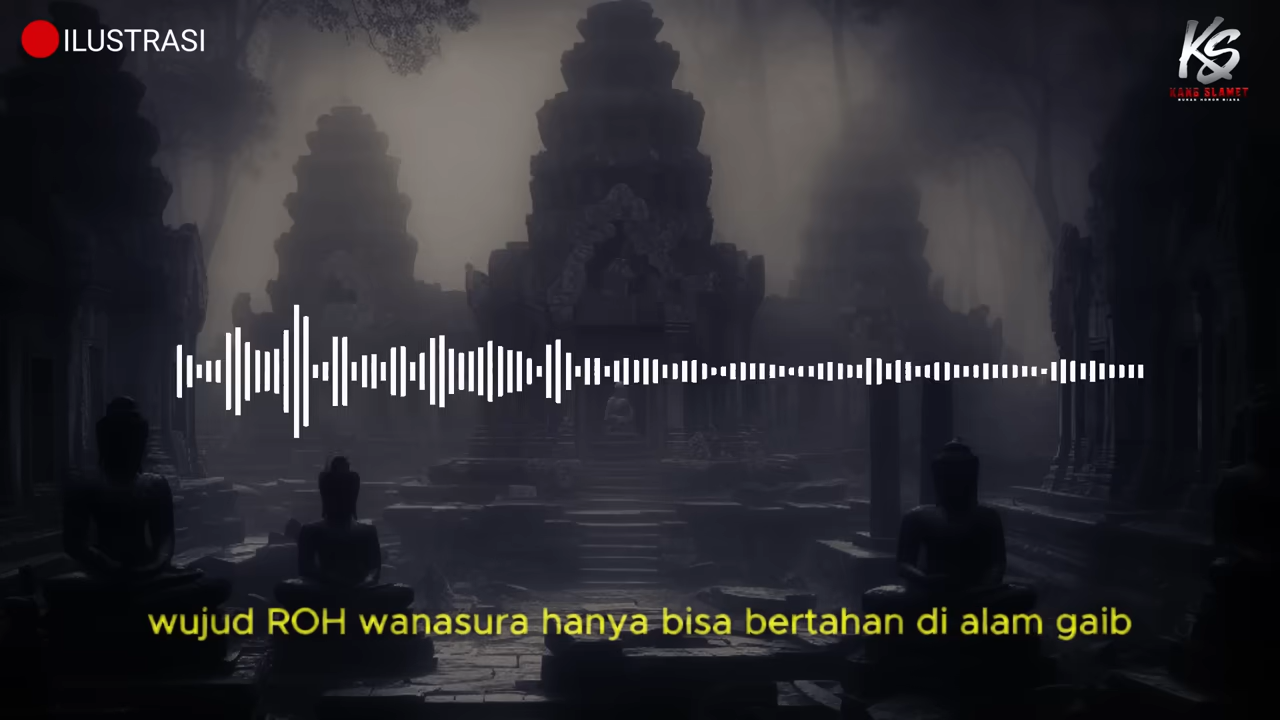 ILUSTRASI
KS
KANG SLAMET
wujud ROH wanasura hanya bisa bertahan di alam gaib